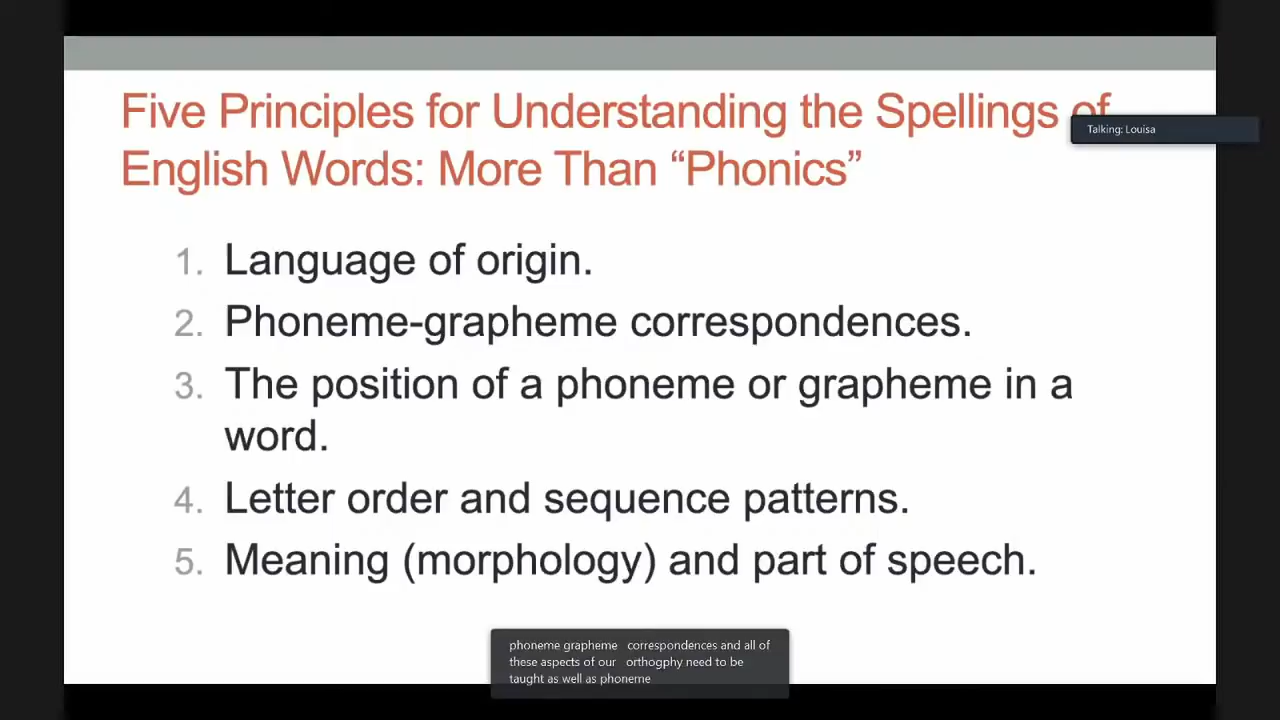 Five Principles for Understanding the Spellings of
English Words: More Than “Phonics”
Talking: Louisa
1. Language of origin.
2. Phoneme-grapheme correspondences.
3. The position of a phoneme or grapheme in a
word.
4. Letter order and sequence patterns.
5. Meaning (morphology) and part of speech.
phoneme grapheme correspondences and all of
these aspects of our orthogphy need to be
taught as well as phoneme